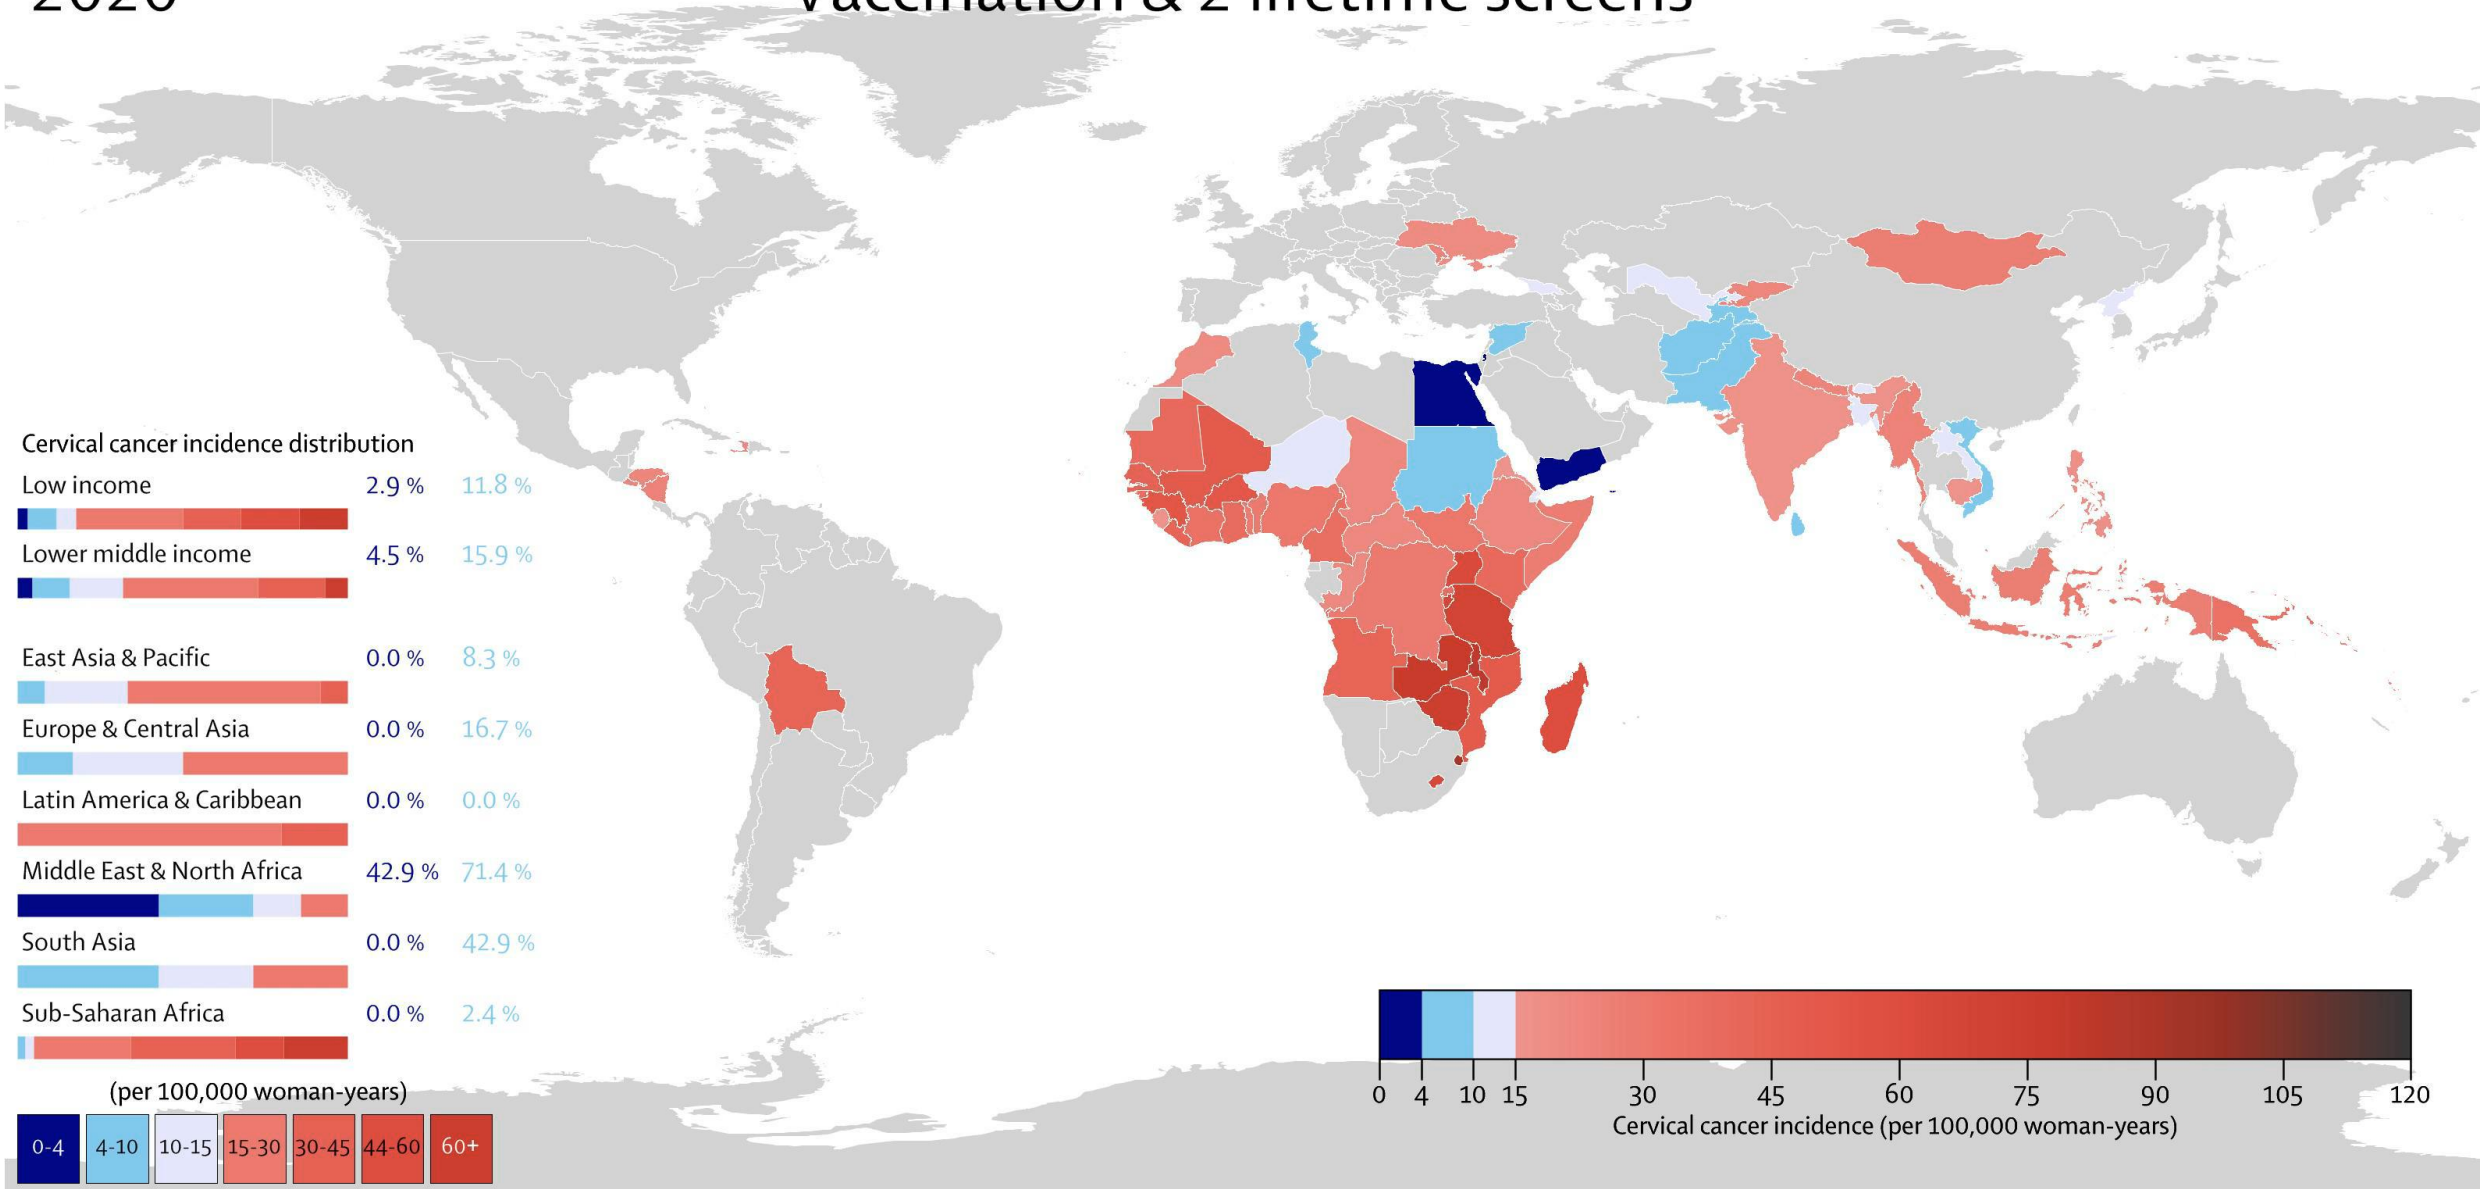 2020
Vaccination & 2 lifetime screens
Cervical cancer incidence distribution
Low income 2.9 % 11.8 %
Lower middle income 4.5 % 15.9 %
East Asia & Pacific 0.0 % 8.3 %
Europe & Central Asia 0.0 % 16.7 %
Latin America & Caribbean 0.0 % 0.0 %
Middle East & North Africa 42.9 % 71.4 %
South Asia 0.0 % 42.9 %
Sub-Saharan Africa 0.0 % 2.4 %
(per 100,000 woman-years)
0-4 4-10 10-15 15-30 30-45 44-60 60+
0 4 10 15 30 45 60 75 90 105 120
Cervical cancer incidence (per 100,000 woman-years)